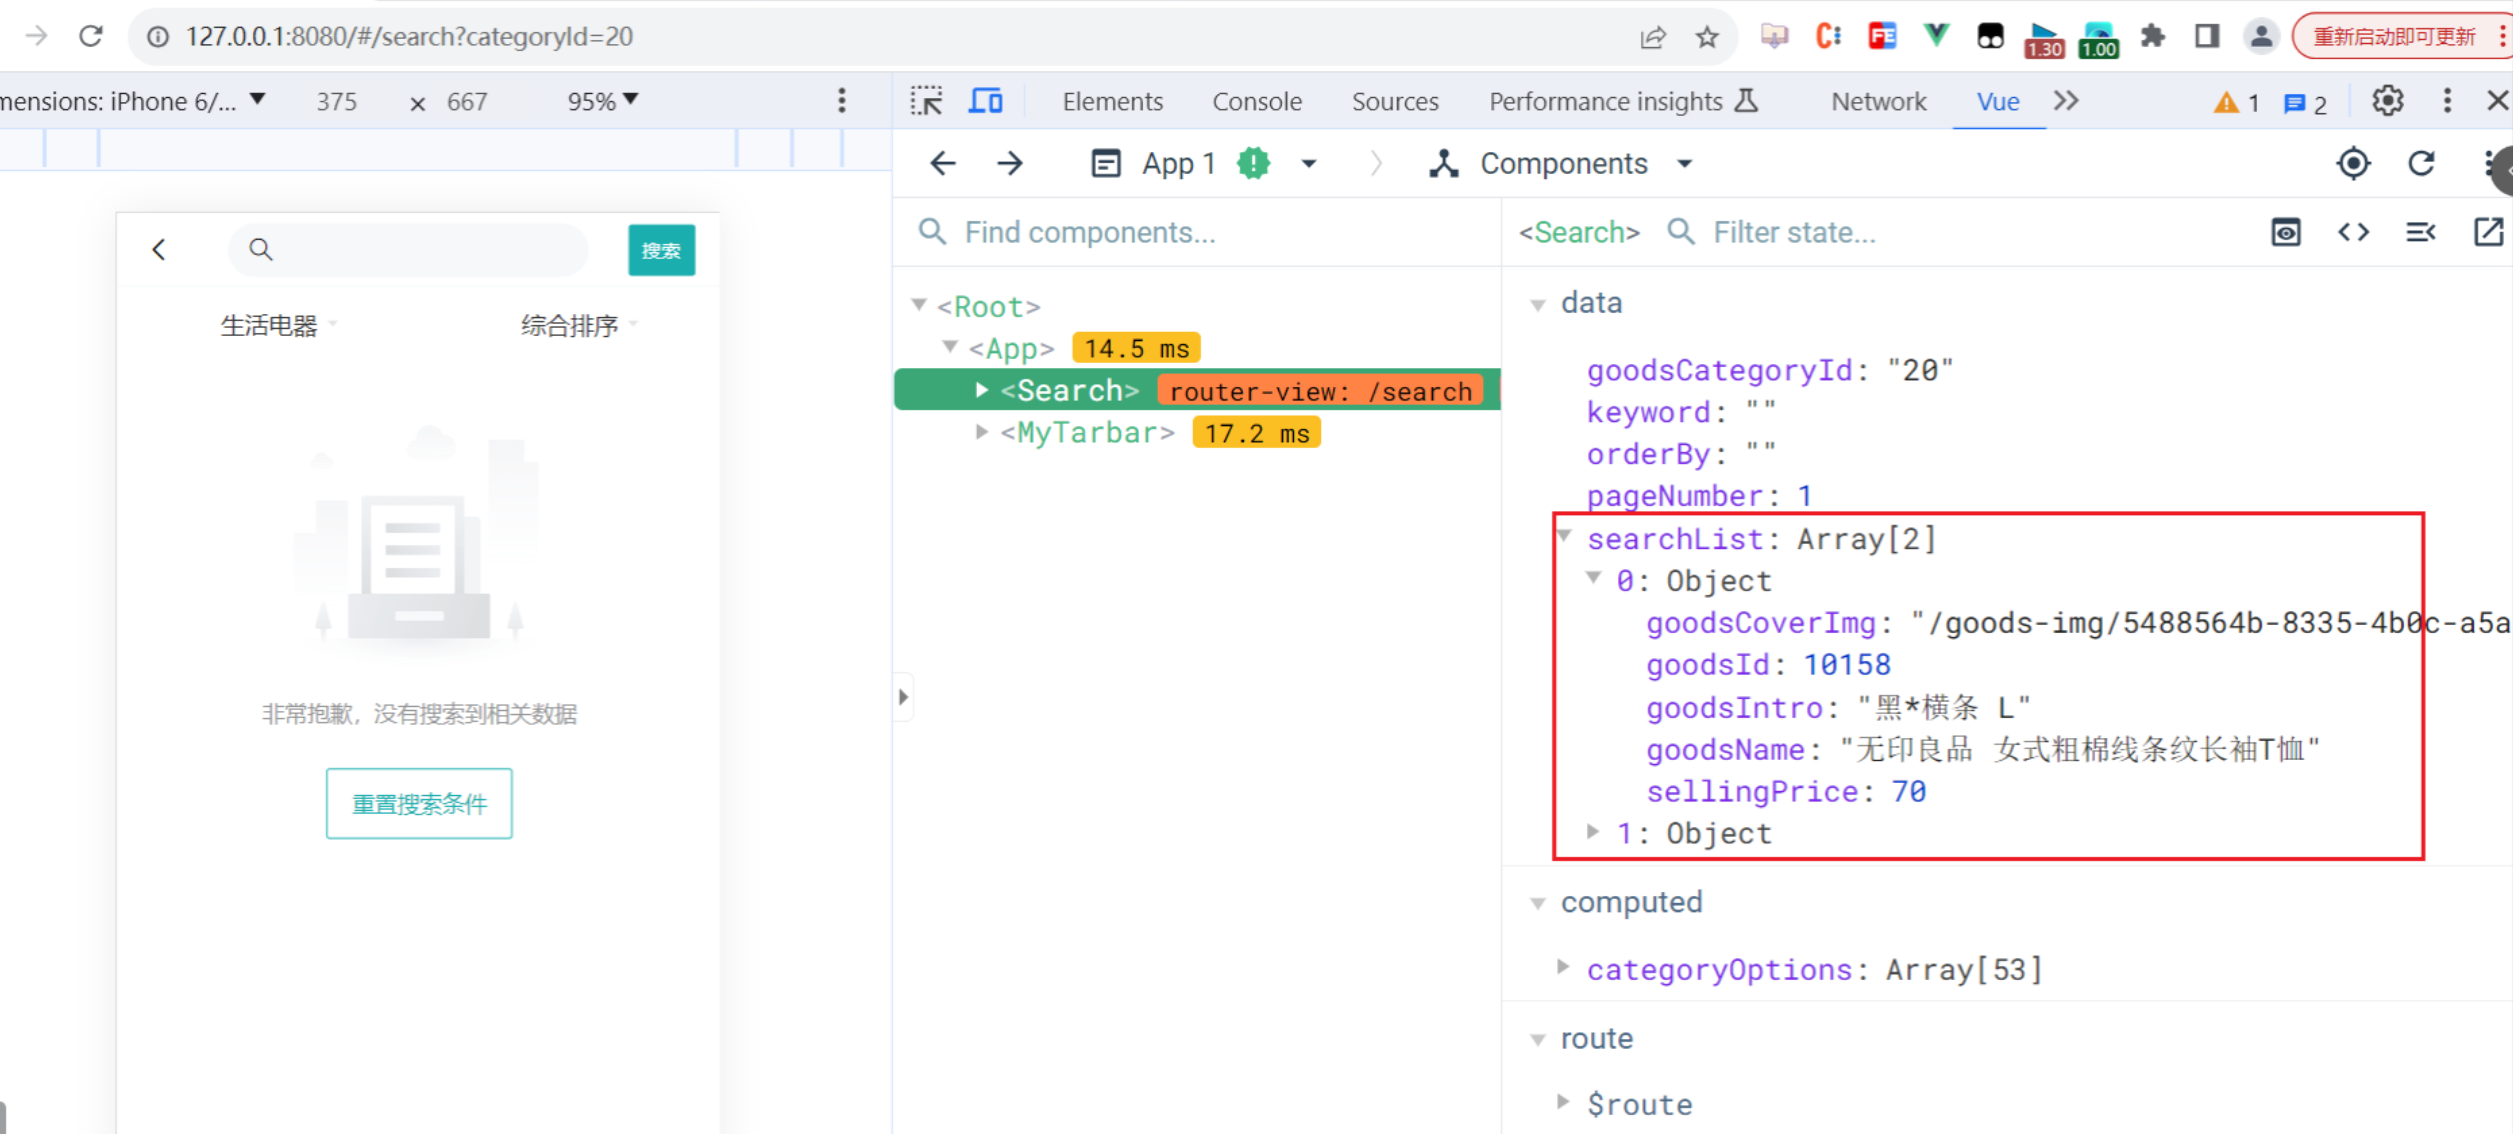 127.0.0.1:8080/#/search?categoryId=20
1.30
1.00
重新启动即可更新
mensions: iPhone 6/...
375
×
667
95%
Elements
Console
Sources
Performance insights
Network
Vue
1
2
App 1
Components
搜索
Find components...
<Search>
Filter state...
生活电器
综合排序
<Root>
<App> 14.5 ms
<Search> router-view: /search
<MyTarbar> 17.2 ms
非常抱歉，没有搜索到相关数据
重置搜索条件
data
goodsCategoryId: "20"
keyword: ""
orderBy: ""
pageNumber: 1
searchList: Array[2]
0: Object
goodsCoverImg: "/goods-img/5488564b-8335-4b0c-a5a
goodsId: 10158
goodsIntro: "黑*横条 L"
goodsName: "无印良品 女式粗棉线条纹长袖T恤"
sellingPrice: 70
1: Object
computed
categoryOptions: Array[53]
route
$route